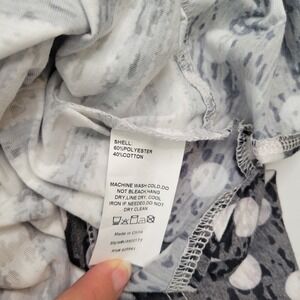 SHELL:
60%POLYESTER
40%COTTON
MACHINE WASH COLD.DO
NOT BLEACH.HANG
DRY.LINE DRY, COOL
IRON IF NEEDED.DO NOT
DRY CLEAN
Made in China